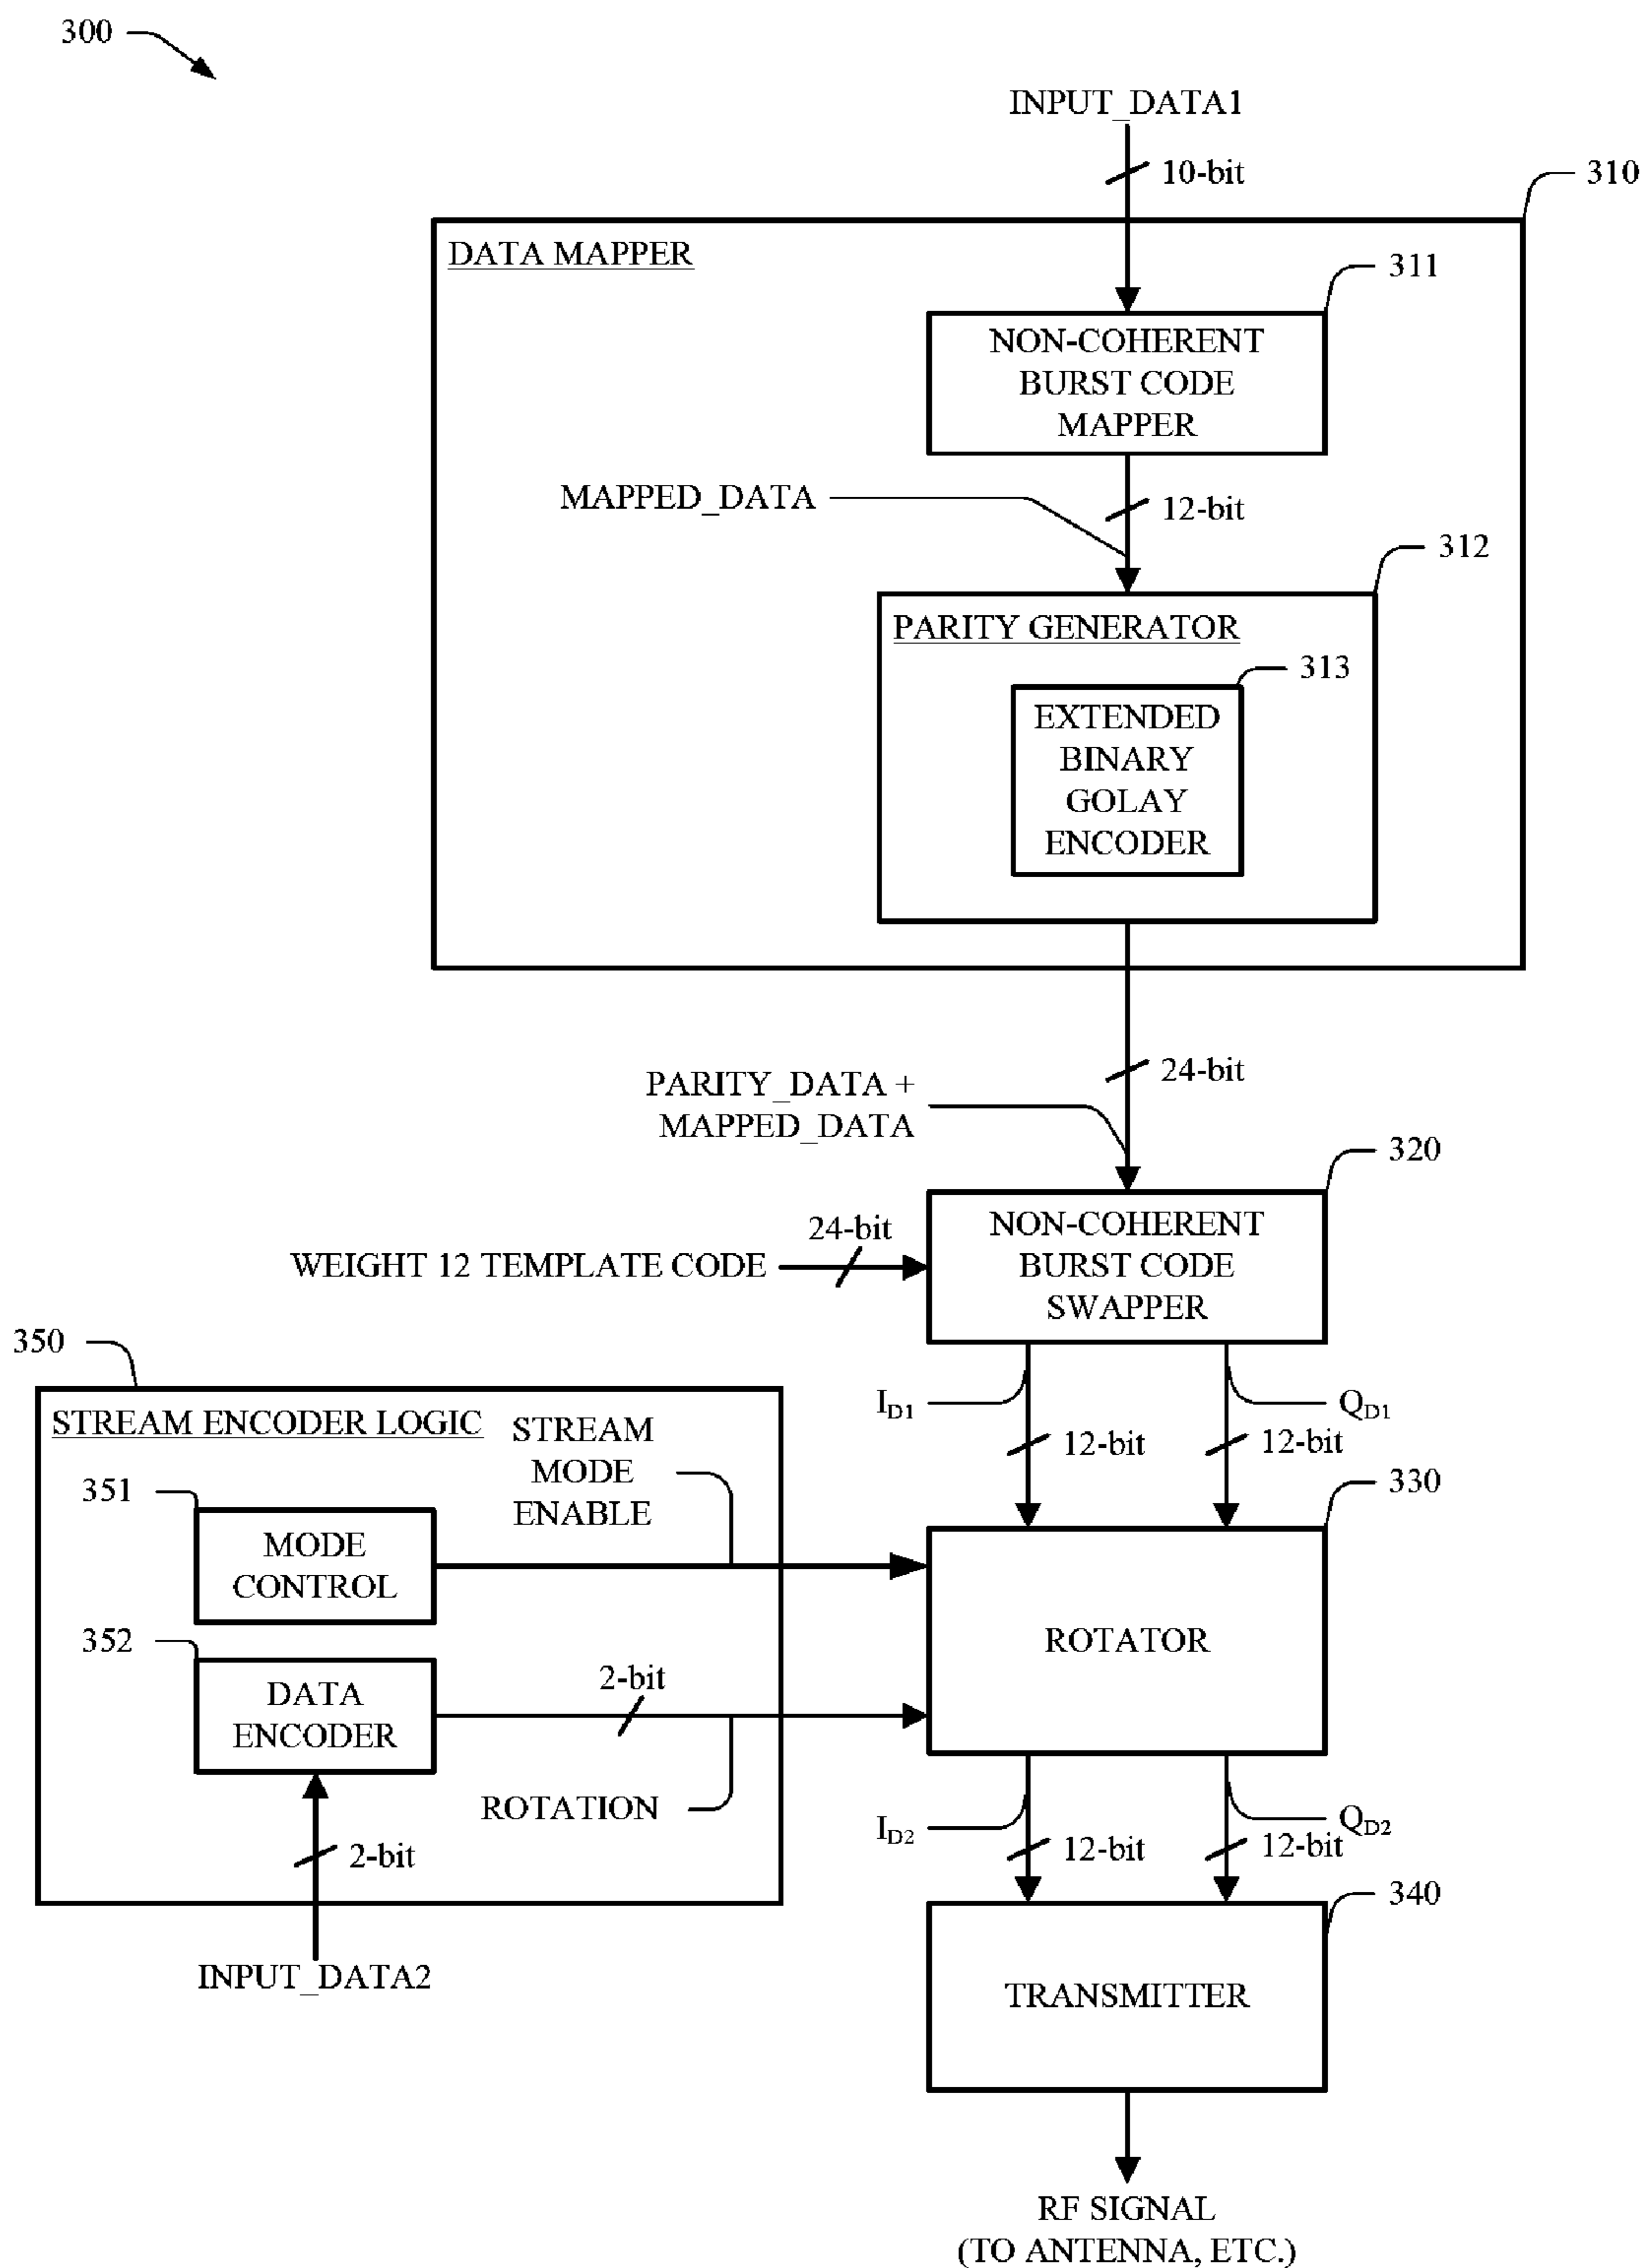 300
INPUT_DATA1
10-bit
310
DATA MAPPER
311
NON-COHERENT
BURST CODE
MAPPER
MAPPED_DATA
12-bit
312
PARITY GENERATOR
313
EXTENDED
BINARY
GOLAY
ENCODER
24-bit
PARITY_DATA +
MAPPED_DATA
320
NON-COHERENT
BURST CODE
SWAPPER
24-bit
WEIGHT 12 TEMPLATE CODE
350
STREAM ENCODER LOGIC
STREAM
MODE
ENABLE
I_D1
Q_D1
12-bit
12-bit
351
MODE
CONTROL
330
ROTATOR
352
DATA
ENCODER
2-bit
ROTATION
2-bit
INPUT_DATA2
I_D2
Q_D2
12-bit
12-bit
340
TRANSMITTER
RF SIGNAL
(TO ANTENNA, ETC.)